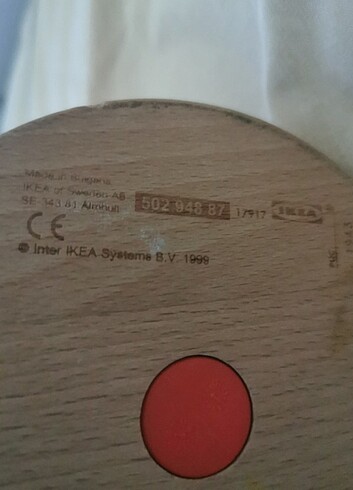 Made in Bulgaria
IKEA of Sweden AB
SE 343 81 Älmhult 502 948 87 17917 IKEA
CE
© Inter IKEA Systems B.V. 1999